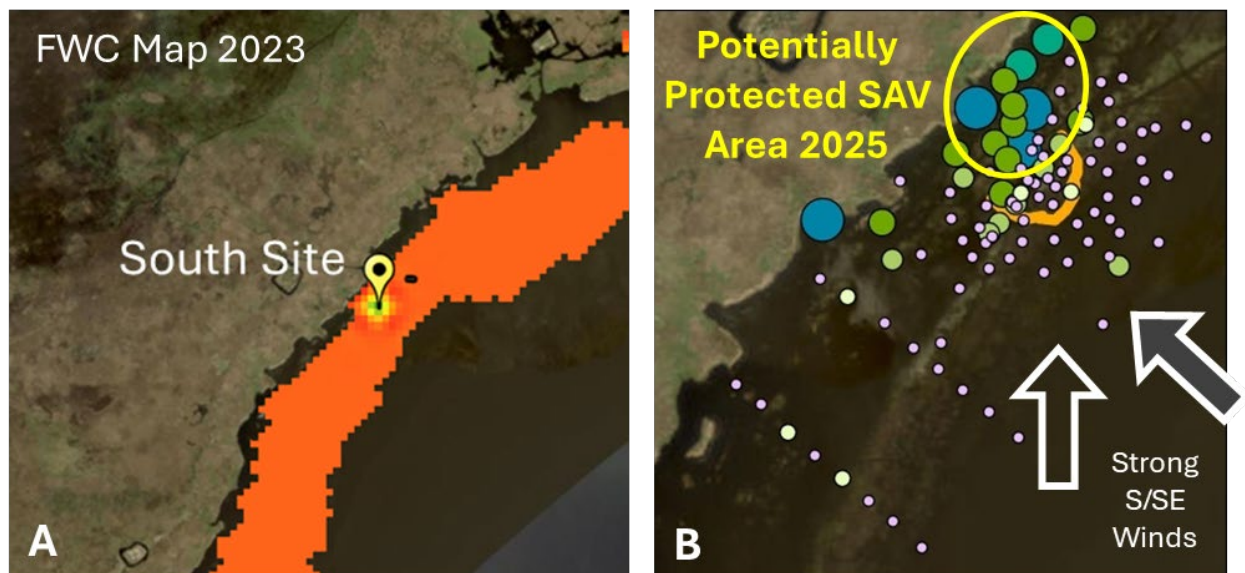 FWC Map 2023
South Site
A
Potentially
Protected SAV
Area 2025
Strong
S/SE
Winds
B